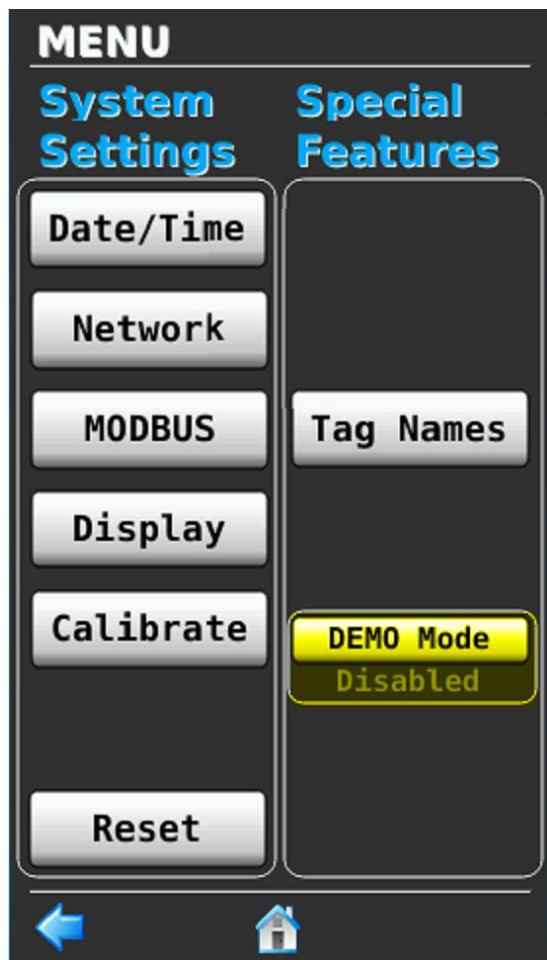 MENU
System
Settings
Date/Time
Network
MODBUS
Display
Calibrate
Reset
Special
Features
Tag Names
DEMO Mode
Disabled